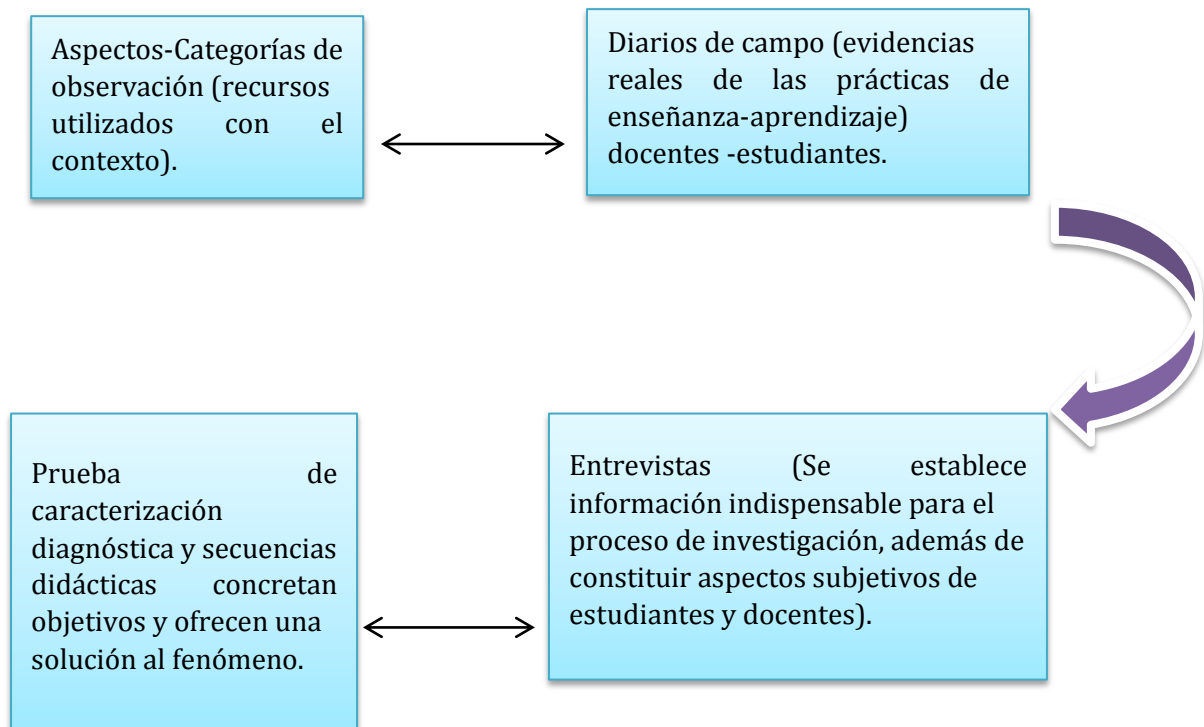 Aspectos-Categorías de
observación (recursos
utilizados con el
contexto).
Diarios de campo (evidencias
reales de las prácticas de
enseñanza-aprendizaje)
docentes -estudiantes.
Prueba de
caracterización
diagnóstica y secuencias
didácticas concretan
objetivos y ofrecen una
solución al fenómeno.
Entrevistas (Se establece
información indispensable para el
proceso de investigación, además de
constituir aspectos subjetivos de
estudiantes y docentes).